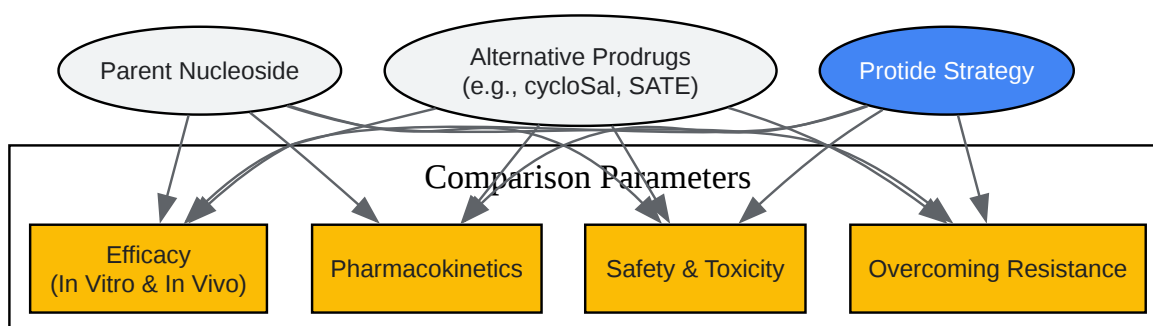 Parent Nucleoside
Alternative Prodrugs
(e.g., cycloSal, SATE)
Protide Strategy
Comparison Parameters
Efficacy
(In Vitro & In Vivo)
Pharmacokinetics
Safety & Toxicity
Overcoming Resistance